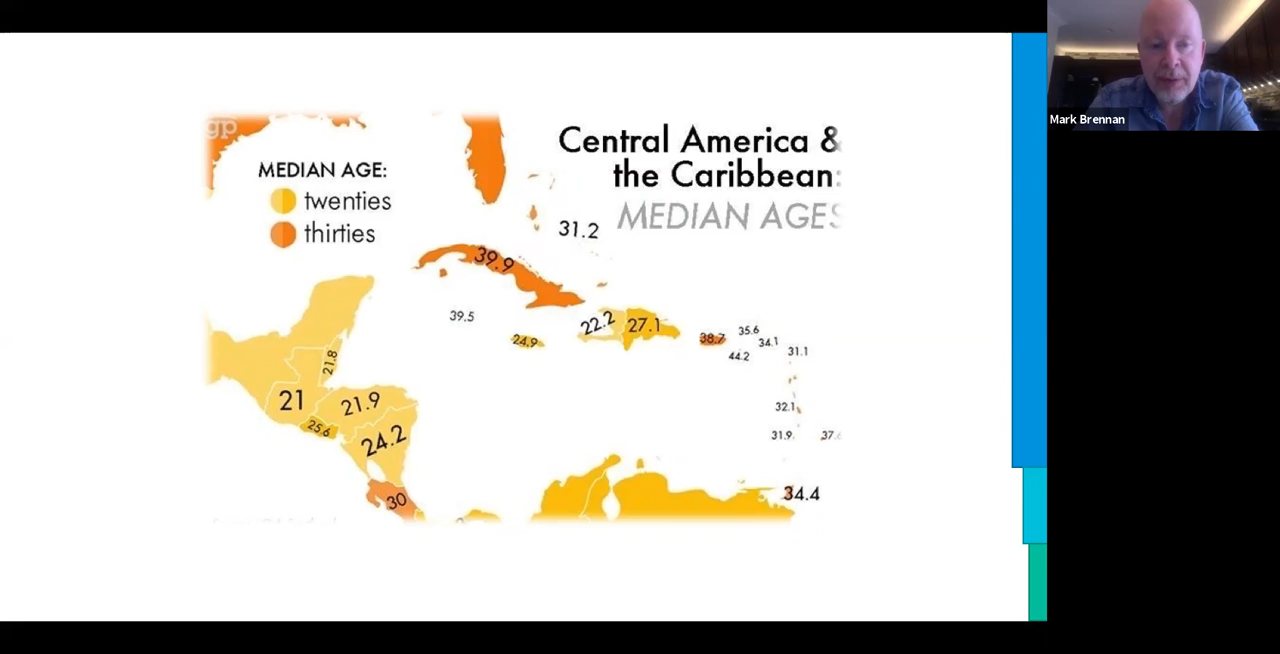 gp
Central America &
the Caribbean:
MEDIAN AGES
MEDIAN AGE:
twenties
thirties
31.2
39.9
39.5
24.9
22.2
27.1
38.7
35.6
34.1
44.2
31.1
21.8
21
21.9
25.6
24.2
32.1
31.9
30
34.4
Mark Brennan